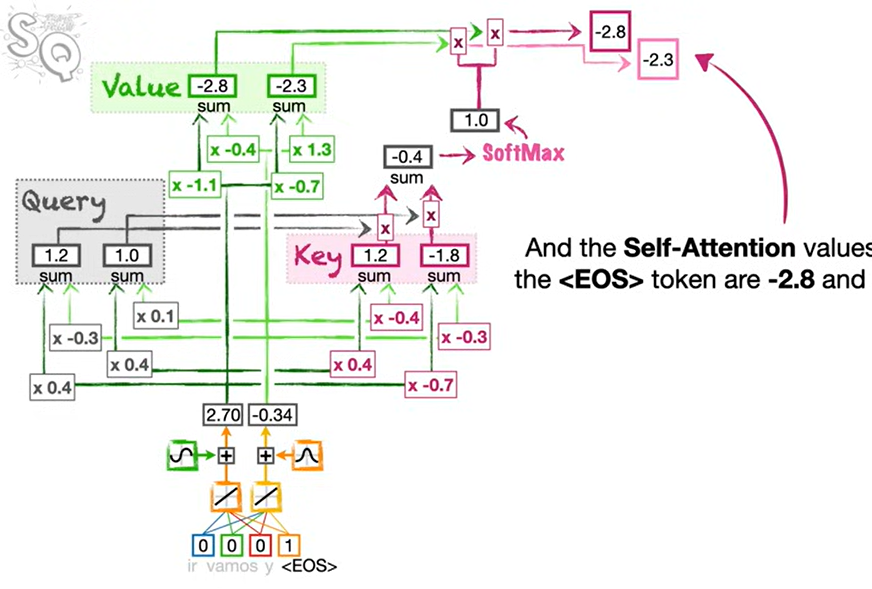 SQ
-2.8
-2.3
x
x
Value
-2.8
-2.3
sum
sum
1.0
SoftMax
-0.4
sum
x -0.4
x 1.3
x -1.1
x -0.7
Query
x
x
And the Self-Attention values
the <EOS> token are -2.8 and
1.2
1.0
sum
sum
Key
1.2
-1.8
sum
sum
x 0.1
x -0.4
x -0.3
x -0.3
x 0.4
x 0.4
x 0.4
x -0.7
2.70
-0.34
+
+
0
0
0
1
ir vamos y <EOS>